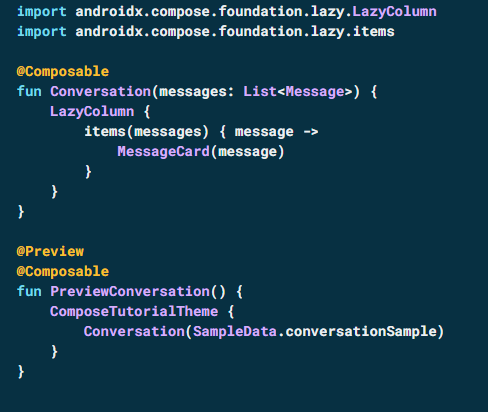 import androidx.compose.foundation.lazy.LazyColumn
import androidx.compose.foundation.lazy.items

@Composable
fun Conversation(messages: List<Message>) {
    LazyColumn {
        items(messages) { message ->
            MessageCard(message)
        }
    }
}

@Preview
@Composable
fun PreviewConversation() {
    ComposeTutorialTheme {
        Conversation(SampleData.conversationSample)
    }
}